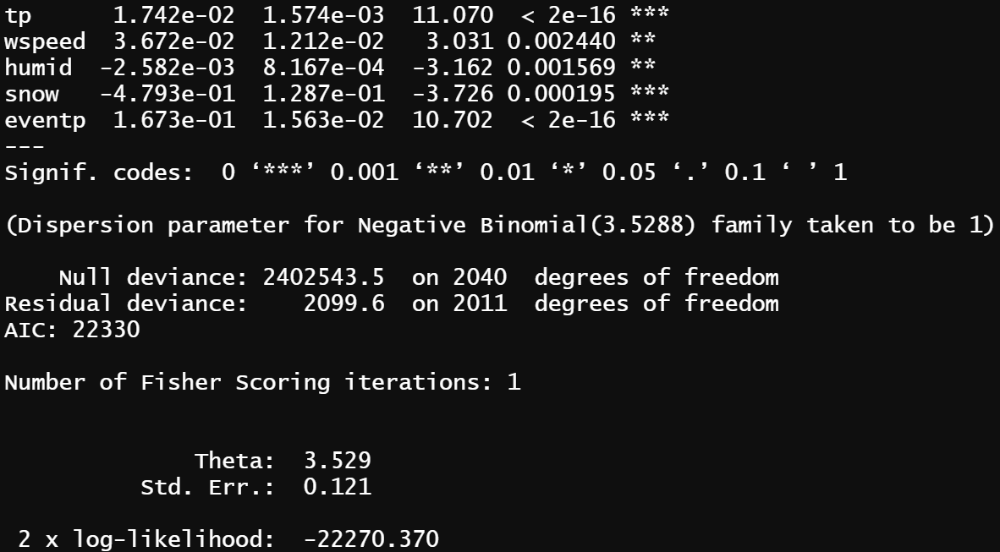 tp      1.742e-02  1.574e-03  11.070  < 2e-16 ***
wspeed  3.672e-02  1.212e-02   3.031 0.002440 **
humid  -2.582e-03  8.167e-04  -3.162 0.001569 **
snow   -4.793e-01  1.287e-01  -3.726 0.000195 ***
eventp  1.673e-01  1.563e-02  10.702  < 2e-16 ***
---
Signif. codes:  0 ‘***’ 0.001 ‘**’ 0.01 ‘*’ 0.05 ‘.’ 0.1 ‘ ’ 1
(Dispersion parameter for Negative Binomial(3.5288) family taken to be 1)
    Null deviance: 2402543.5  on 2040  degrees of freedom
Residual deviance:    2099.6  on 2011  degrees of freedom
AIC: 22330
Number of Fisher Scoring iterations: 1
              Theta:  3.529
          Std. Err.:  0.121
 2 x log-likelihood:  -22270.370